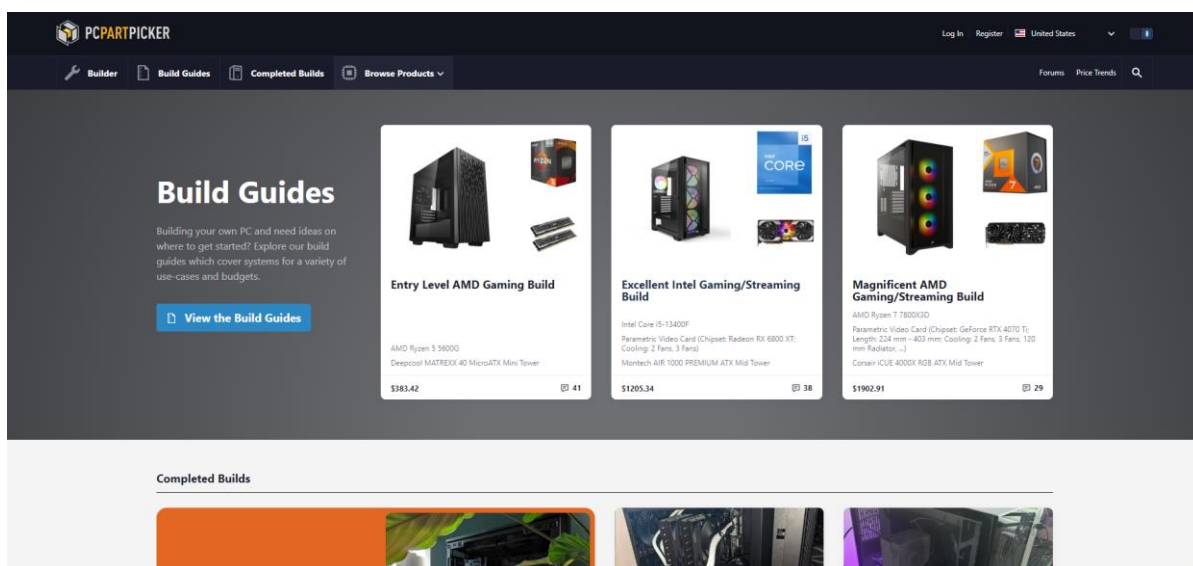 PCPARTPICKER
Log In Register United States
Builder Build Guides Completed Builds Browse Products
Forums Price Trends
Build Guides
Building your own PC and need ideas on
where to get started? Explore our build
guides which cover systems for a variety of
use-cases and budgets.
View the Build Guides
RYZEN
Entry Level AMD Gaming Build
AMD Ryzen 5 5600G
Deepcool MATREXX 40 MicroATX Mini Tower
$383.42 41
i5
intel
CORE
Excellent Intel Gaming/Streaming
Build
Intel Core i5-13400F
Parametric Video Card (Chipset: Radeon RX 6800 XT;
Cooling: 2 Fans, 3 Fans)
Montech AIR 1000 PREMIUM ATX Mid Tower
$1205.34 38
7
Magnificent AMD
Gaming/Streaming Build
AMD Ryzen 7 7800X3D
Parametric Video Card (Chipset: GeForce RTX 4070 Ti;
Length: 224 mm - 403 mm; Cooling: 2 Fans, 3 Fans, 120
mm Radiator, ...)
Corsair iCUE 4000X RGB ATX Mid Tower
$1902.91 29
Completed Builds